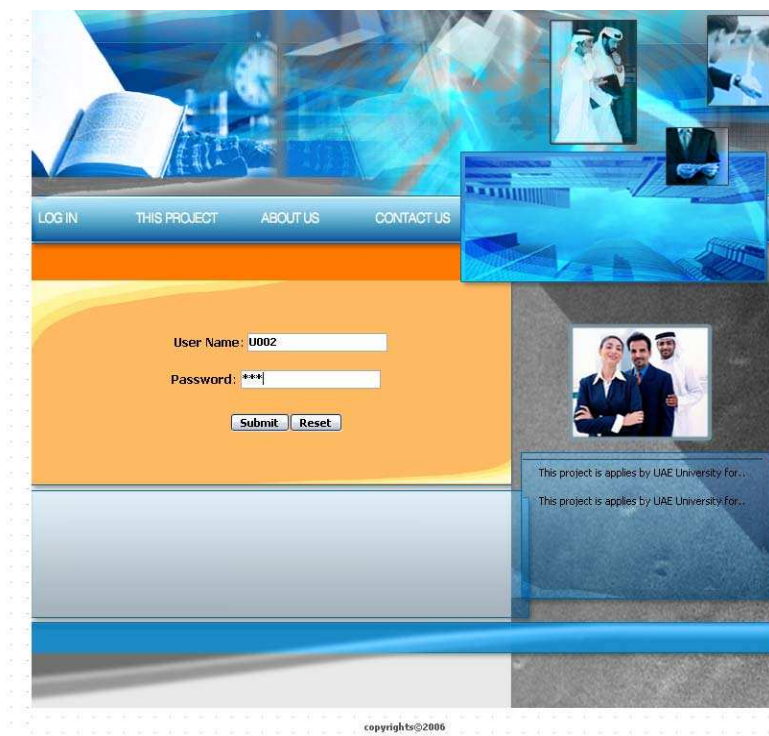 LOG IN THIS PROJECT ABOUT US CONTACT US
User Name: U002
Password: ***
Submit Reset
This project is applies by UAE University for..
This project is applies by UAE University for..
copyrights©2006